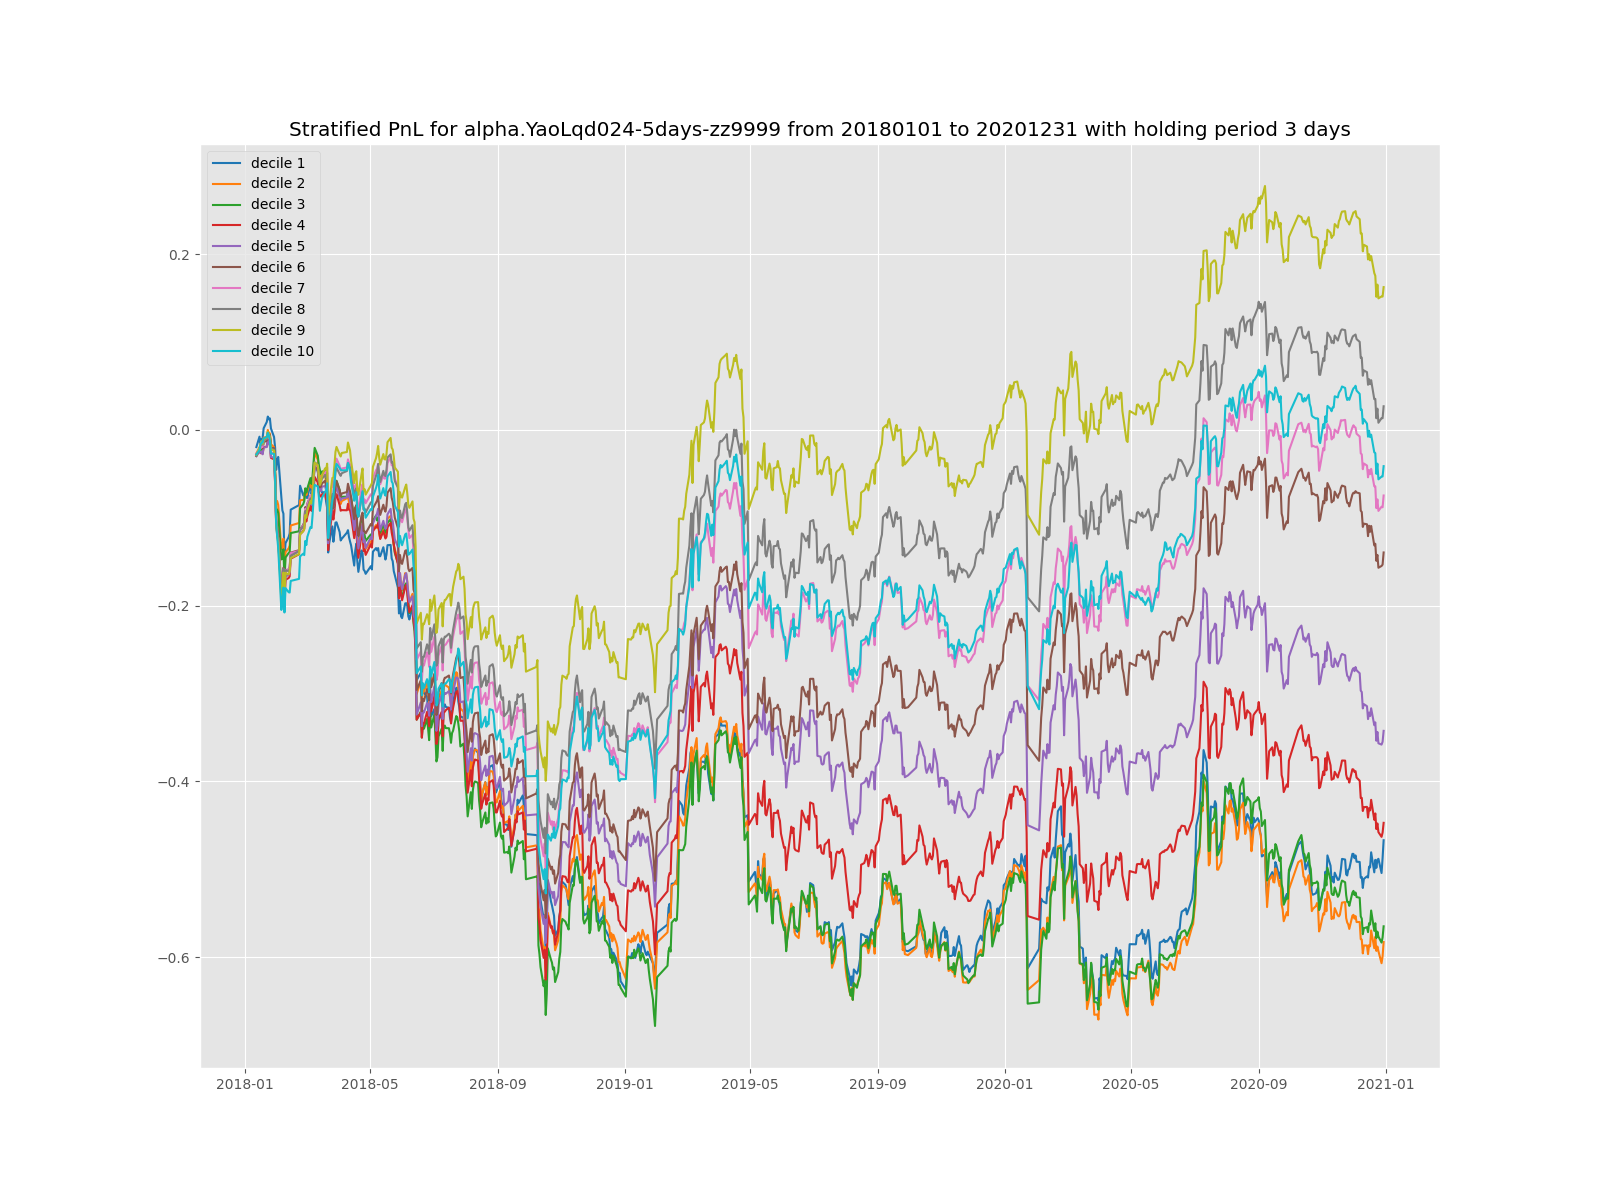 Stratified PnL for alpha.YaoLqd024-5days-zz9999 from 20180101 to 20201231 with holding period 3 days
decile 1
decile 2
decile 3
decile 4
decile 5
decile 6
decile 7
decile 8
decile 9
decile 10
0.2
0.0
−0.2
−0.4
−0.6
2018-01 2018-05 2018-09 2019-01 2019-05 2019-09 2020-01 2020-05 2020-09 2021-01